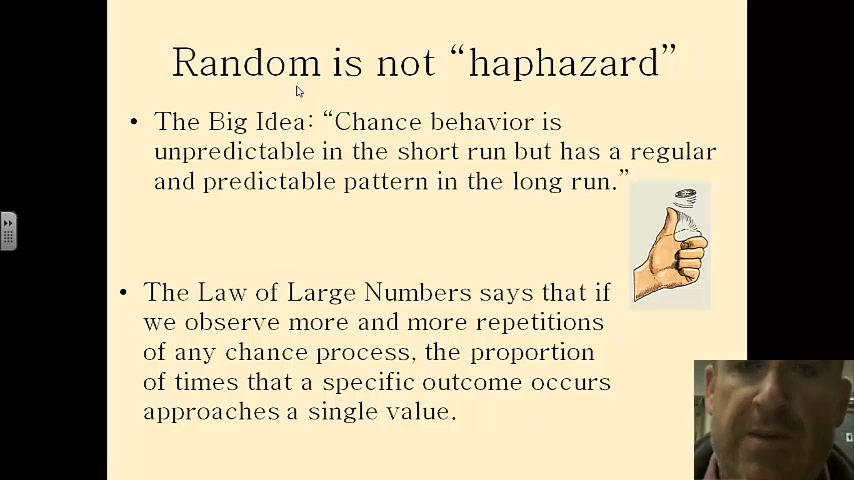 Random is not “haphazard”
• The Big Idea: “Chance behavior is
unpredictable in the short run but has a regular
and predictable pattern in the long run.”
• The Law of Large Numbers says that if
we observe more and more repetitions
of any chance process, the proportion
of times that a specific outcome occurs
approaches a single value.